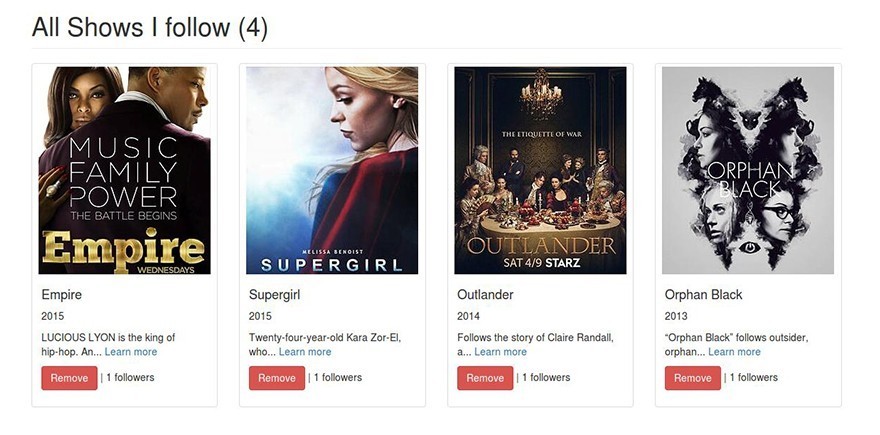 All Shows I follow (4)
MUSIC
FAMILY
POWER
THE BATTLE BEGINS
Empire
WEDNESDAYS
Empire
2015
LUCIOUS LYON is the king of
hip-hop. An... Learn more
Remove | 1 followers
MELISSA BENOIST
SUPERGIRL
Supergirl
2015
Twenty-four-year-old Kara Zor-El,
who... Learn more
Remove | 1 followers
THE ETIQUETTE OF WAR
OUTLANDER
SAT 4/9 STARZ
Outlander
2014
Follows the story of Claire Randall,
a... Learn more
Remove | 1 followers
ORPHAN
BLACK
Orphan Black
2013
“Orphan Black” follows outsider,
orphan... Learn more
Remove | 1 followers